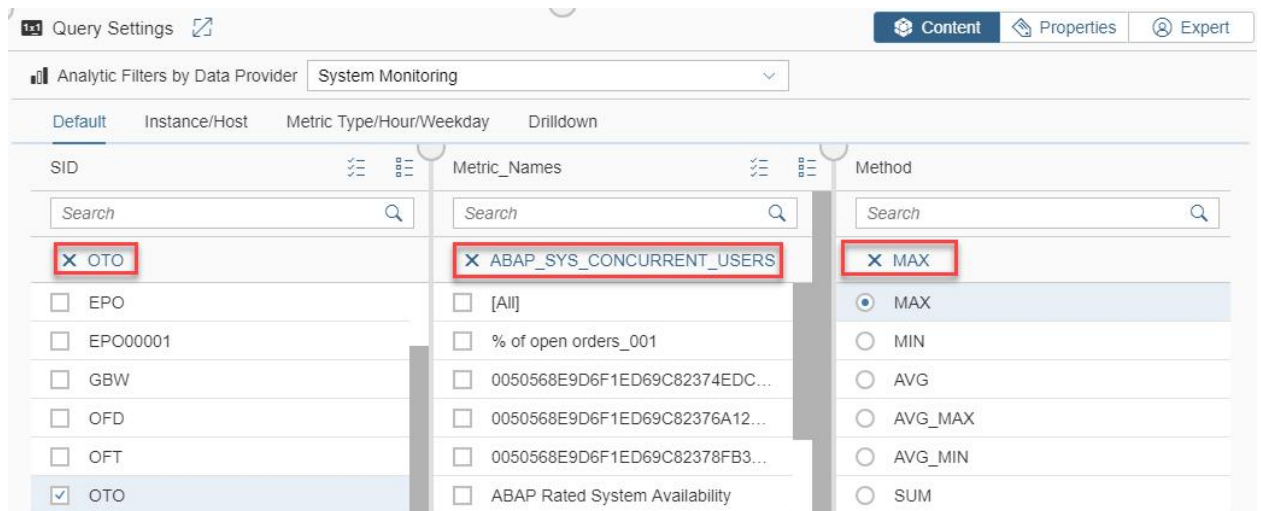 1x1 Query Settings
Content
Properties
Expert
Analytic Filters by Data Provider System Monitoring
Default Instance/Host Metric Type/Hour/Weekday Drilldown
SID
Metric_Names
Method
Search
Search
Search
OTO
ABAP_SYS_CONCURRENT_USERS
MAX
EPO
[All]
MAX
EPO00001
% of open orders_001
MIN
GBW
0050568E9D6F1ED69C82374EDC...
AVG
OFD
0050568E9D6F1ED69C82376A12...
AVG_MAX
OFT
0050568E9D6F1ED69C82378FB3...
AVG_MIN
OTO
ABAP Rated System Availability
SUM